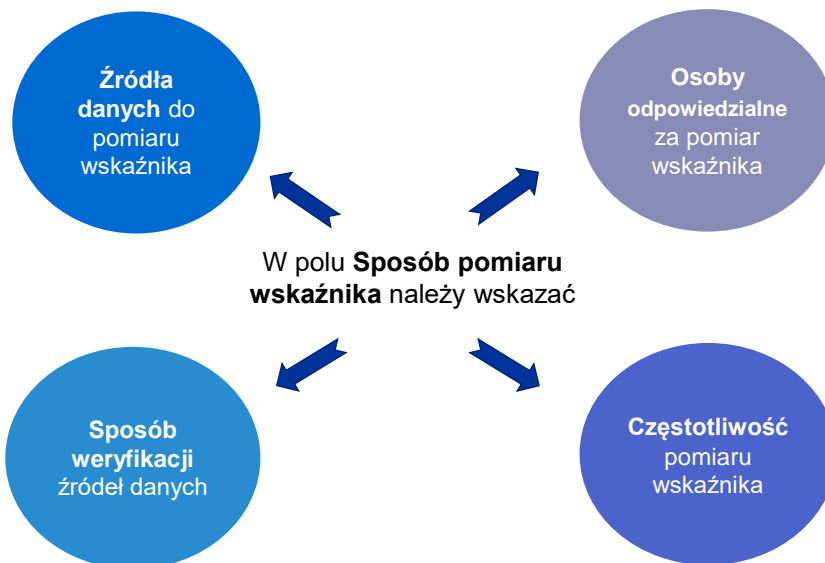 Źródła
danych do
pomiaru
wskaźnika
Osoby
odpowiedzialne
za pomiar
wskaźnika
W polu Sposób pomiaru
wskaźnika należy wskazać
Sposób
weryfikacji
źródeł danych
Częstotliwość
pomiaru
wskaźnika